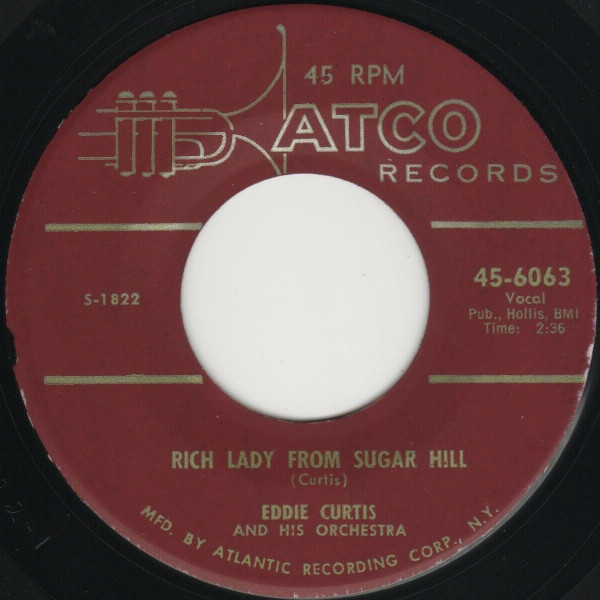 45 RPM
ATCO
RECORDS
S-1822
45-6063
Vocal
Pub., Hollis, BMI
Time: 2:36
RICH LADY FROM SUGAR HILL
(Curtis)
EDDIE CURTIS
AND HIS ORCHESTRA
MFD. BY ATLANTIC RECORDING CORP., N.Y.